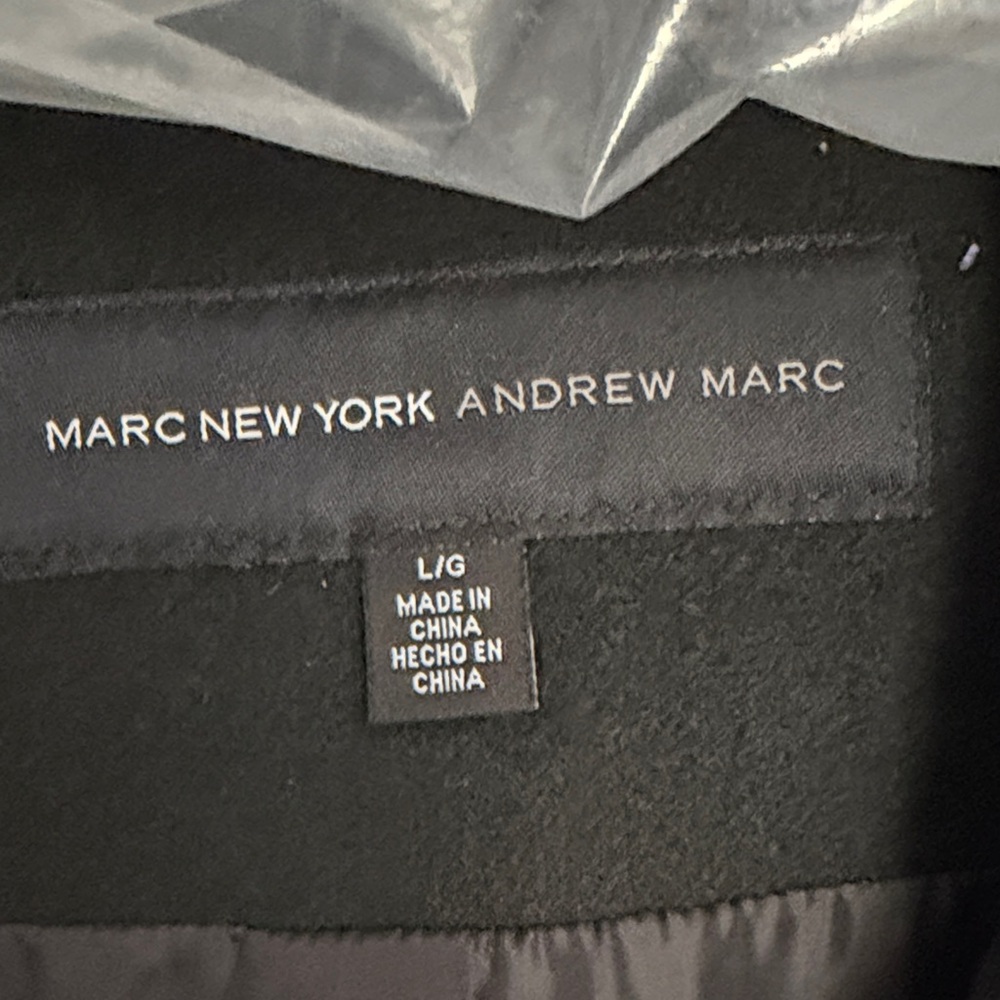 MARC NEW YORK ANDREW MARC
L/G
MADE IN
CHINA
HECHO EN
CHINA